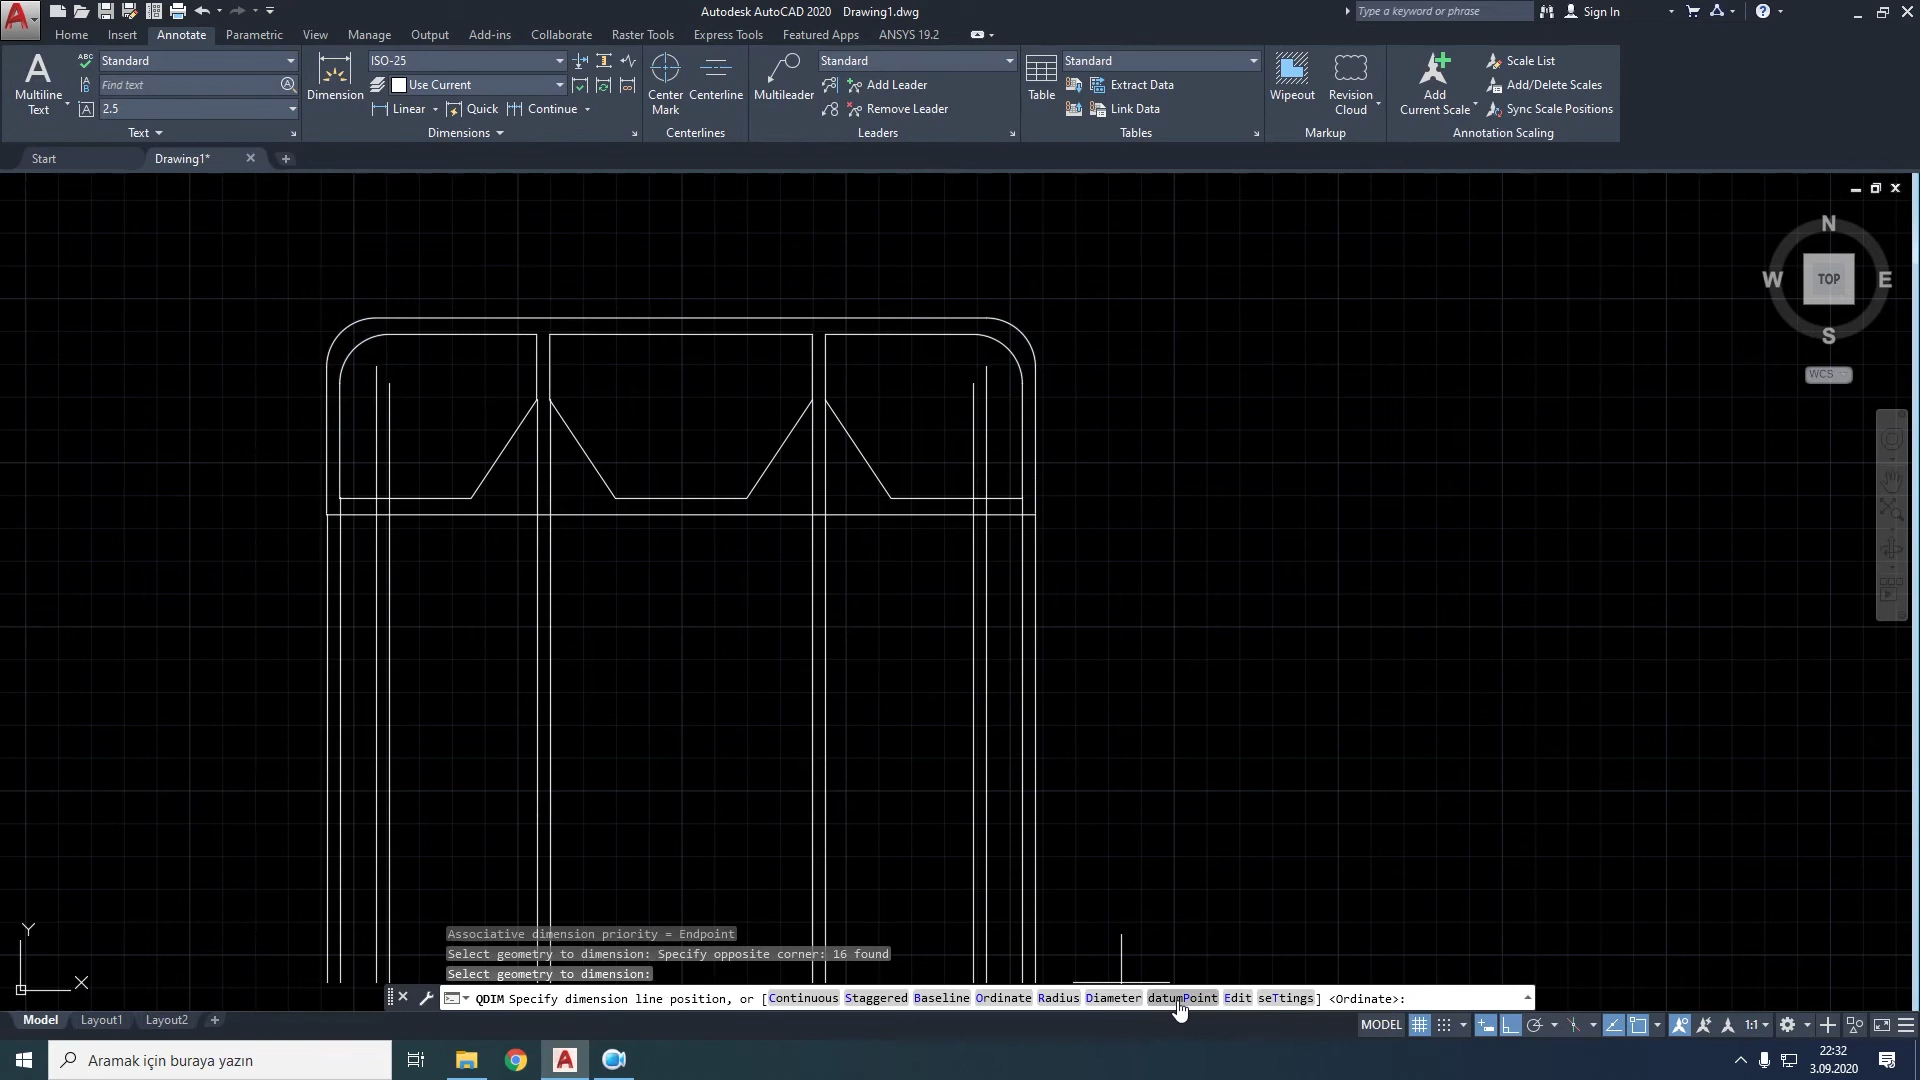 Autodesk AutoCAD 2020 Drawing1.dwg
Type a keyword or phrase
Sign In
Home Insert Annotate Parametric View Manage Output Add-ins Collaborate Raster Tools Express Tools Featured Apps ANSYS 19.2
Multiline Text
ABC
Standard
Find text
2.5
Text
Dimension
ISO-25
Use Current
Linear Quick Continue
Dimensions
Center Mark
Centerline
Centerlines
Multileader
Standard
Add Leader
Remove Leader
Leaders
Table
Standard
Extract Data
Link Data
Tables
Wipeout
Revision Cloud
Markup
Add Current Scale
Scale List
Add/Delete Scales
Sync Scale Positions
Annotation Scaling
Start Drawing1*
N
W TOP E
S
WCS
Y
X
Associative dimension priority = Endpoint
Select geometry to dimension: Specify opposite corner: 16 found
Select geometry to dimension:
QDIM Specify dimension line position, or [Continuous Staggered Baseline Ordinate Radius Diameter datumPoint Edit seTtings] <Ordinate>:
Model Layout1 Layout2
MODEL 1:1
Aramak için buraya yazın
22:32
3.09.2020